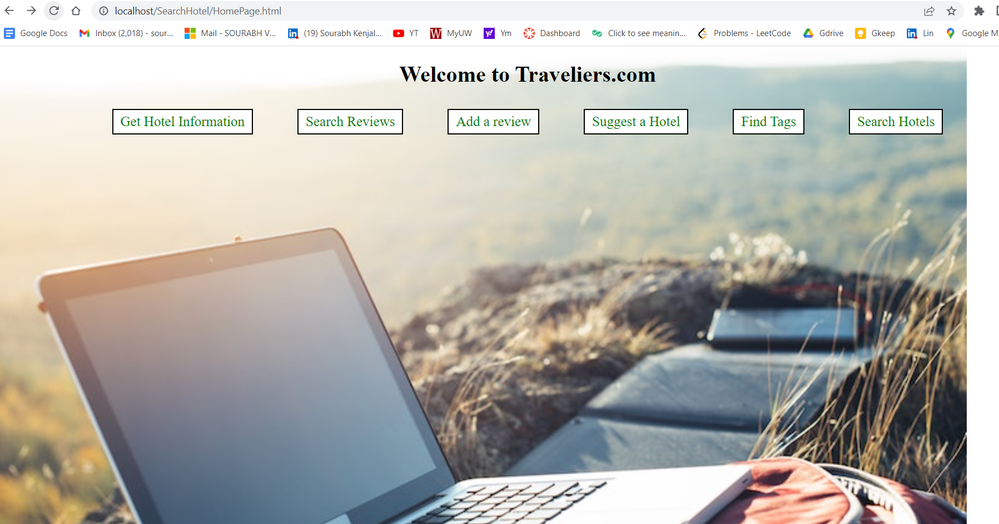 localhost/SearchHotel/HomePage.html
Google Docs Inbox (2,018) - sour... Mail - SOURABH V... (19) Sourabh Kenjal... YT MyUW Ym Dashboard Click to see meanin... Problems - LeetCode Gdrive Gkeep Lin Google M
Welcome to Traveliers.com
Get Hotel Information Search Reviews Add a review Suggest a Hotel Find Tags Search Hotels